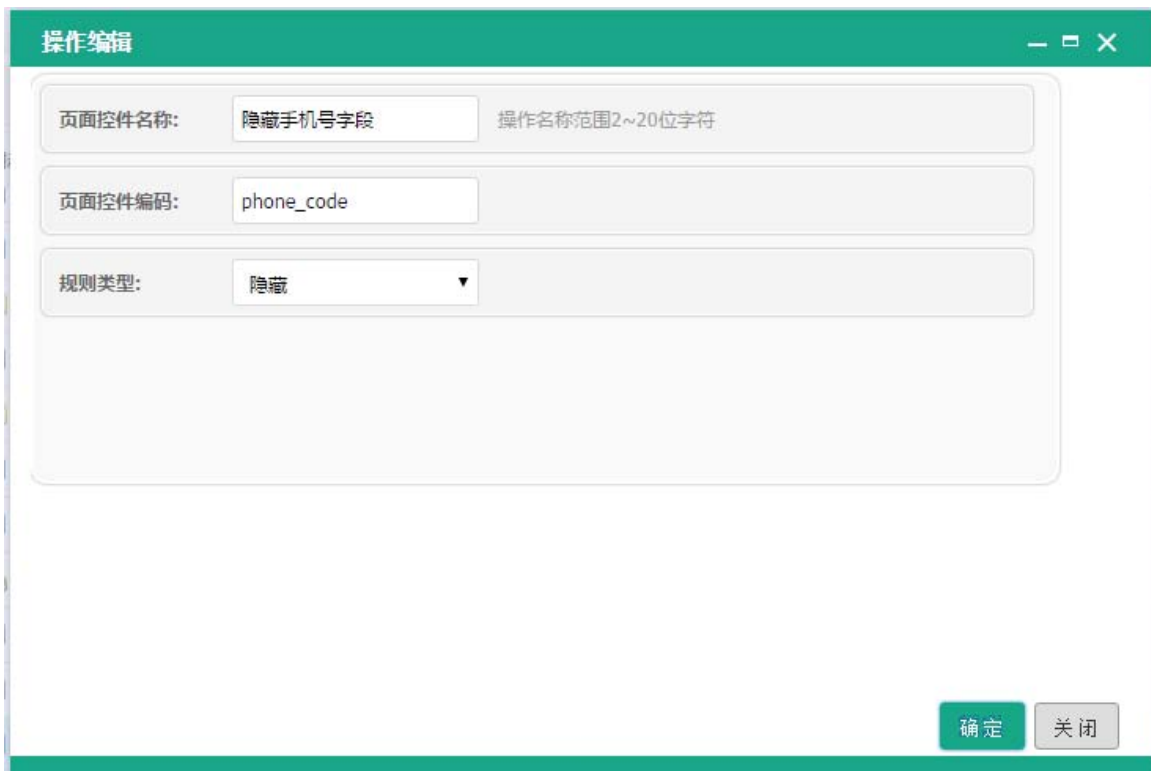 操作编辑
页面控件名称: 隐藏手机号字段 操作名称范围2~20位字符
页面控件编码: phone_code
规则类型: 隐藏
确定 关闭